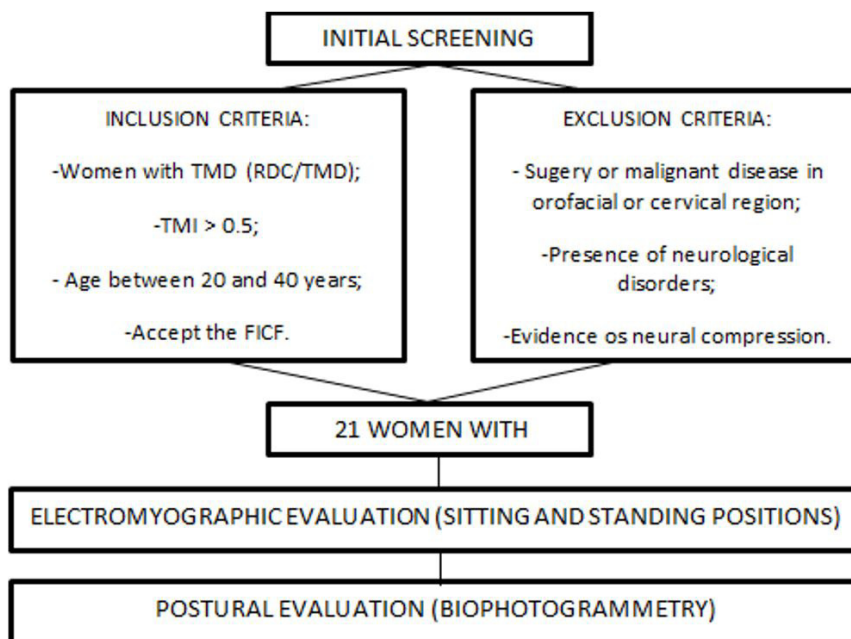 INITIAL SCREENING
INCLUSION CRITERIA:
-Women with TMD (RDC/TMD);
-TMI > 0.5;
- Age between 20 and 40 years;
-Accept the FICF.
EXCLUSION CRITERIA:
- Sugery or malignant disease in
orofacial or cervical region;
-Presence of neurological
disorders;
-Evidence os neural compression.
21 WOMEN WITH
ELECTROMYOGRAPHIC EVALUATION (SITTING AND STANDING POSITIONS)
POSTURAL EVALUATION (BIOPHOTOGRAMMETRY)